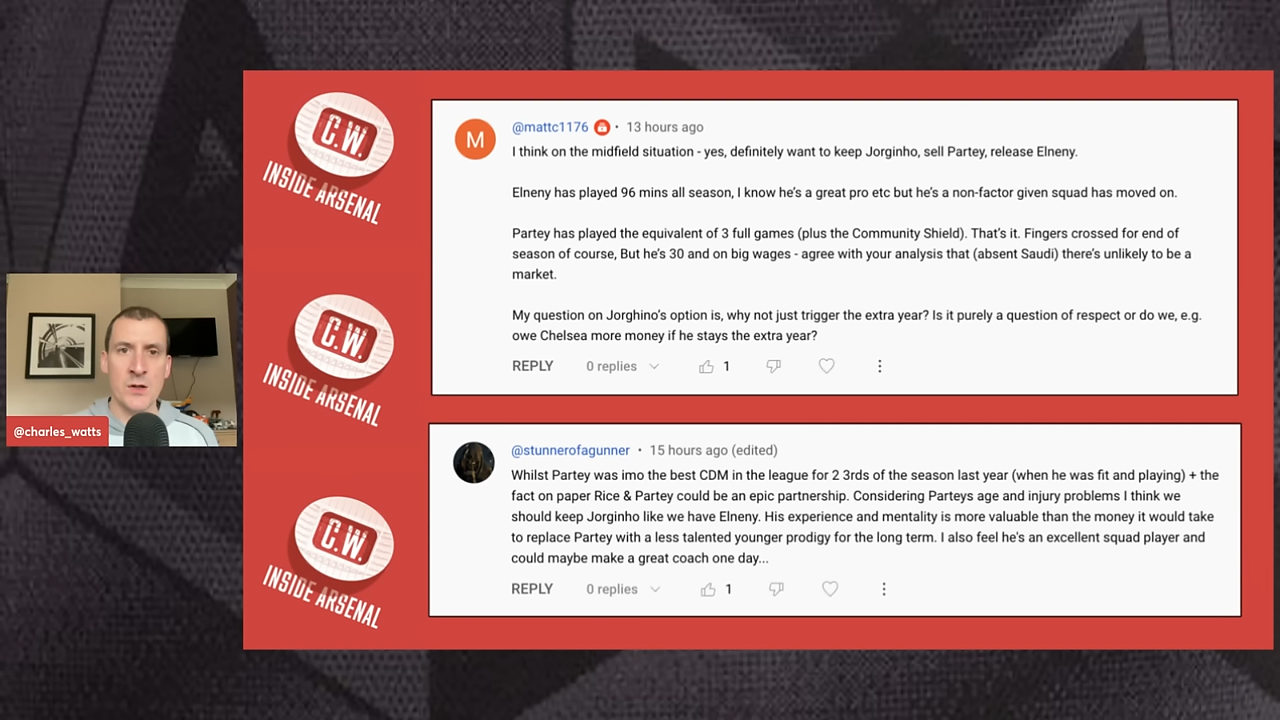 C.W.
INSIDE ARSENAL
C.W.
INSIDE ARSENAL
C.W.
INSIDE ARSENAL
@charles_watts
M
@mattc1176 • 13 hours ago
I think on the midfield situation - yes, definitely want to keep Jorginho, sell Partey, release Elneny.
Elneny has played 96 mins all season, I know he's a great pro etc but he's a non-factor given squad has moved on.
Partey has played the equivalent of 3 full games (plus the Community Shield). That's it. Fingers crossed for end of
season of course, But he's 30 and on big wages - agree with your analysis that (absent Saudi) there's unlikely to be a
market.
My question on Jorghino's option is, why not just trigger the extra year? Is it purely a question of respect or do we, e.g.
owe Chelsea more money if he stays the extra year?
REPLY 0 replies 1
@stunnerofagunner • 15 hours ago (edited)
Whilst Partey was imo the best CDM in the league for 2 3rds of the season last year (when he was fit and playing) + the
fact on paper Rice & Partey could be an epic partnership. Considering Parteys age and injury problems I think we
should keep Jorginho like we have Elneny. His experience and mentality is more valuable than the money it would take
to replace Partey with a less talented younger prodigy for the long term. I also feel he's an excellent squad player and
could maybe make a great coach one day...
REPLY 0 replies 1